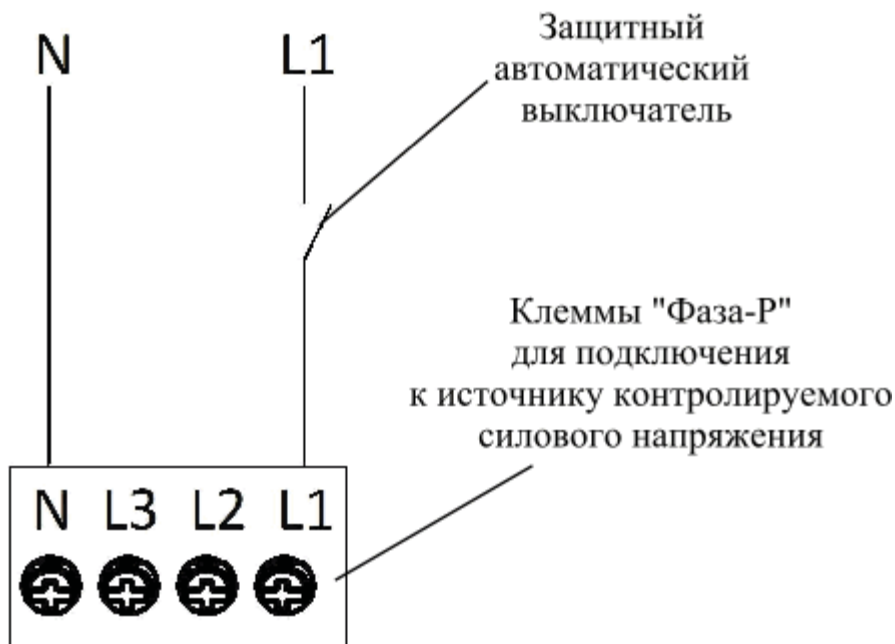 N
L1
Защитный
автоматический
выключатель
Клеммы "Фаза-Р"
для подключения
к источнику контролируемого
силового напряжения
N L3 L2 L1